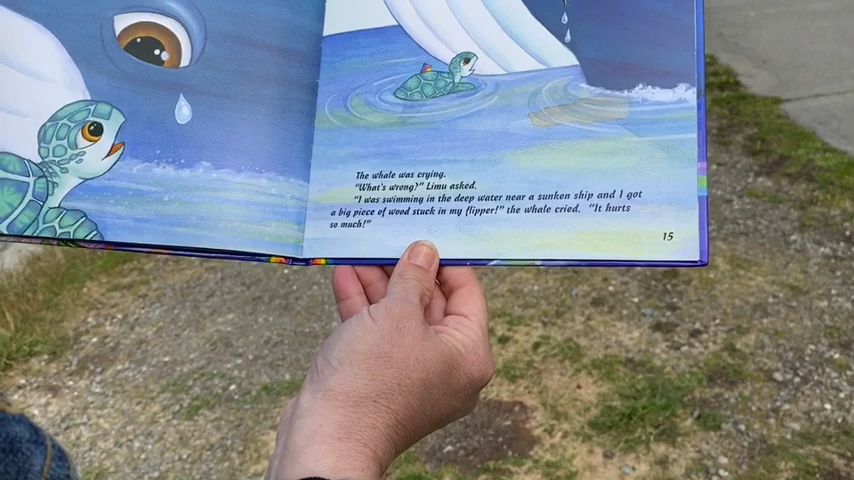 The whale was crying.
"What's wrong?" Limu asked.
"I was swimming in the deep water near a sunken ship and I got
a big piece of wood stuck in my flipper!" the whale cried. "It hurts
so much!"
15